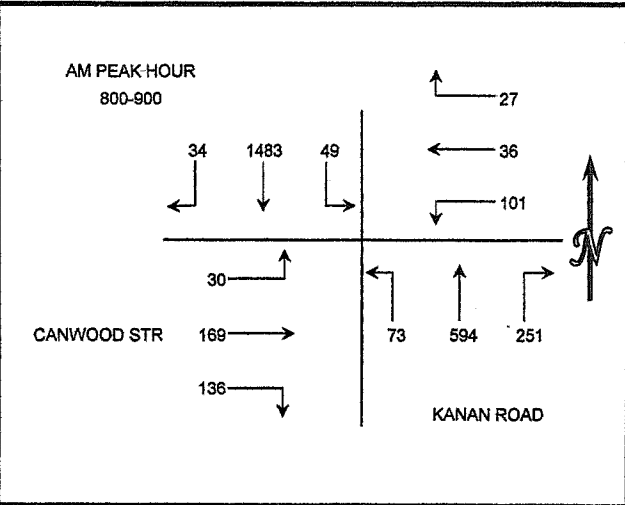 AM PEAK HOUR
800-900
27
34 1483 49
36
101
N
30
CANWOOD STR 169
73 594 251
136
KANAN ROAD